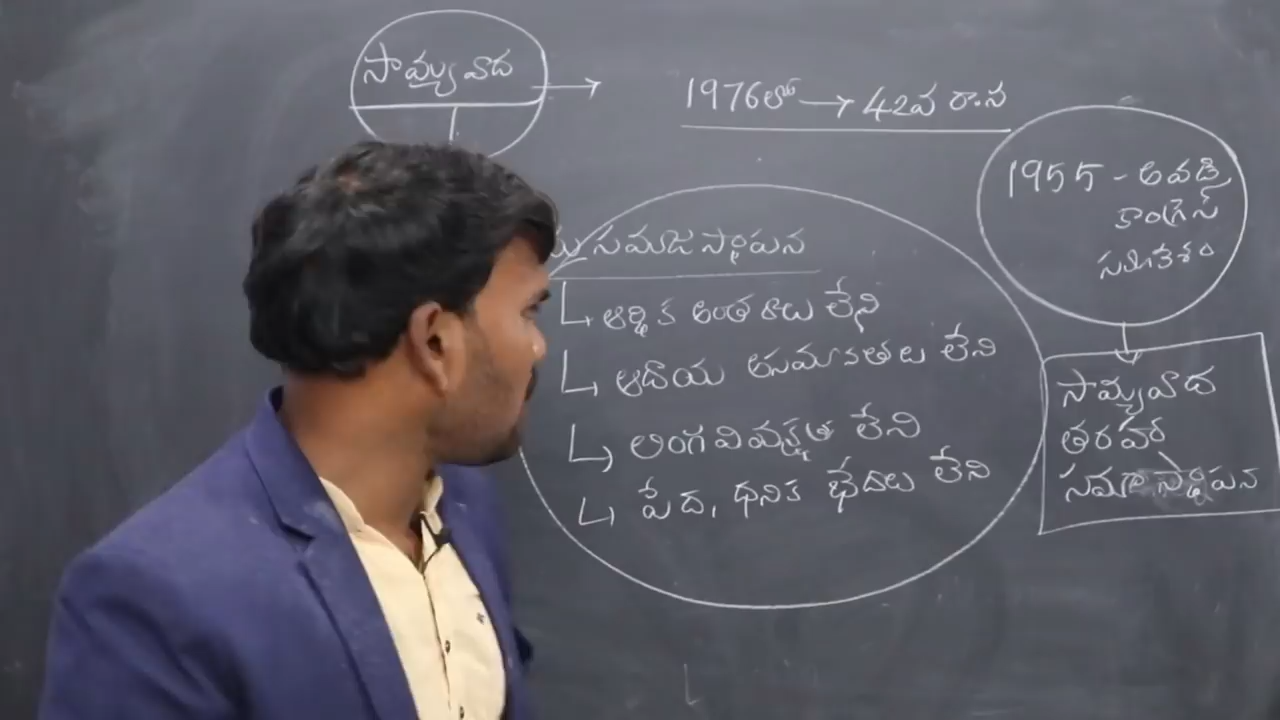 సామ్యవాద
1976లో → 42వ రా.స
1955 - అవడి
కాంగ్రెస్
సమావేశం
సమాజ స్థాపన
ఆర్థిక అంతరాలు లేని
ఆదాయ అసమానతలు లేని
లింగ వివక్షత లేని
పేద, ధనిక భేదాలు లేని
సామ్యవాద
తరహా
సమాజ స్థాపన